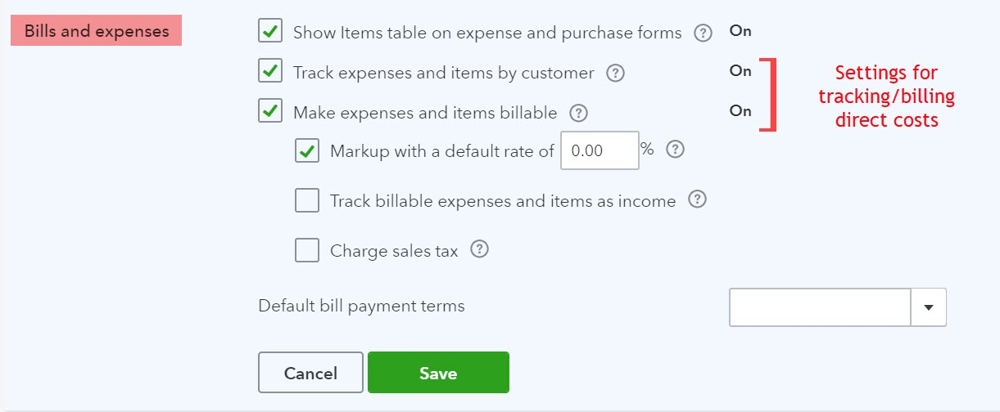 Bills and expenses
Show Items table on expense and purchase forms ? On
Track expenses and items by customer ? On
Make expenses and items billable ? On
Settings for
tracking/billing
direct costs
Markup with a default rate of 0.00 % ?
Track billable expenses and items as income ?
Charge sales tax ?
Default bill payment terms
Cancel Save